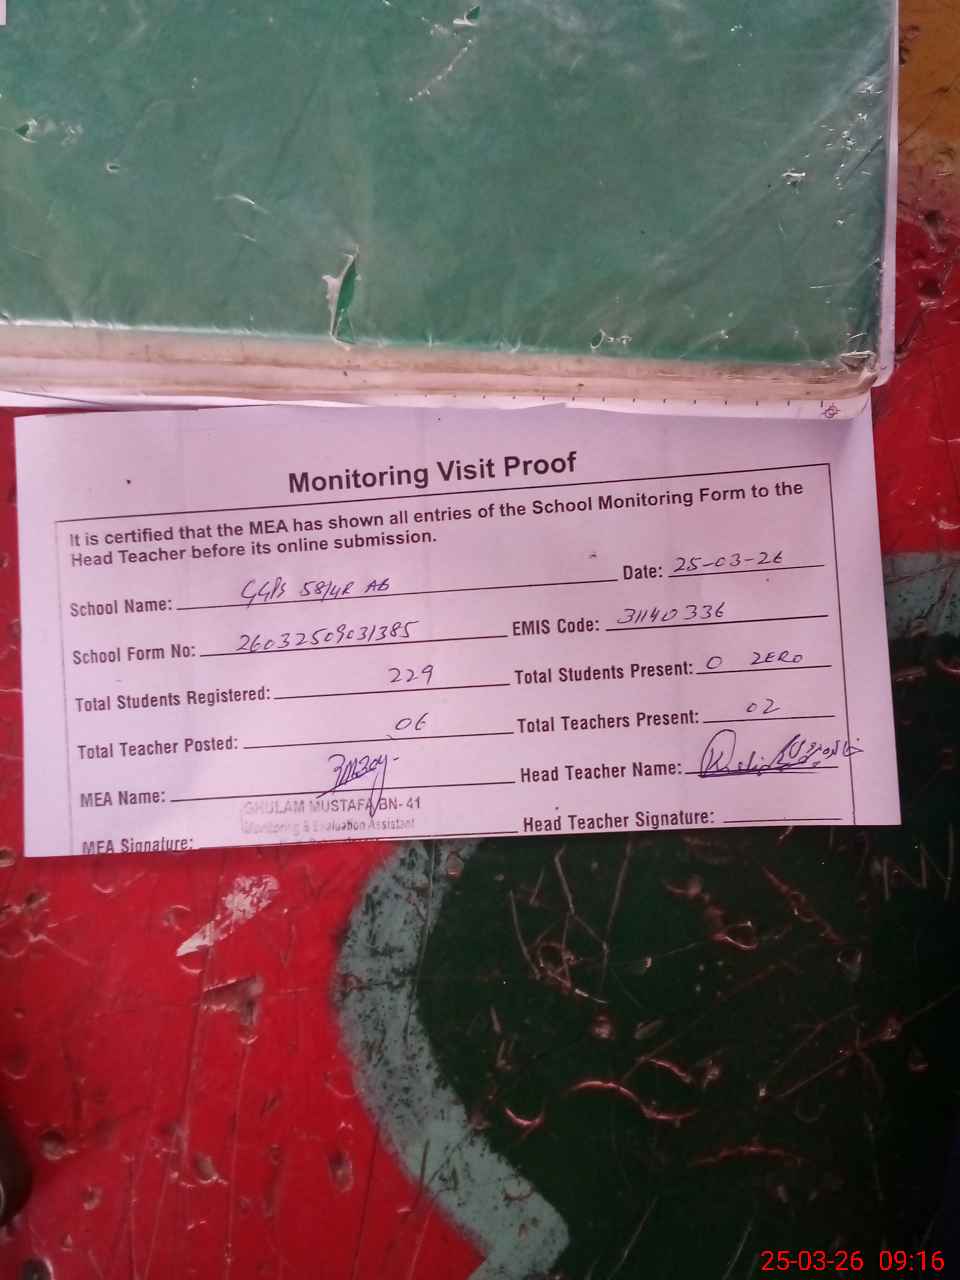 Monitoring Visit Proof
It is certified that the MEA has shown all entries of the School Monitoring Form to the
Head Teacher before its online submission.
School Name: GGPS 58/4R AB Date: 25-03-26
School Form No: 26032509031385 EMIS Code: 31140336
Total Students Registered: 229 Total Students Present: 0 ZERO
Total Teacher Posted: 06 Total Teachers Present: 02
MEA Name: Head Teacher Name:
GHULAM MUSTAFA BN-41
Monitoring & Evaluation Assistant
MEA Signature: Head Teacher Signature:
25-03-26 09:16